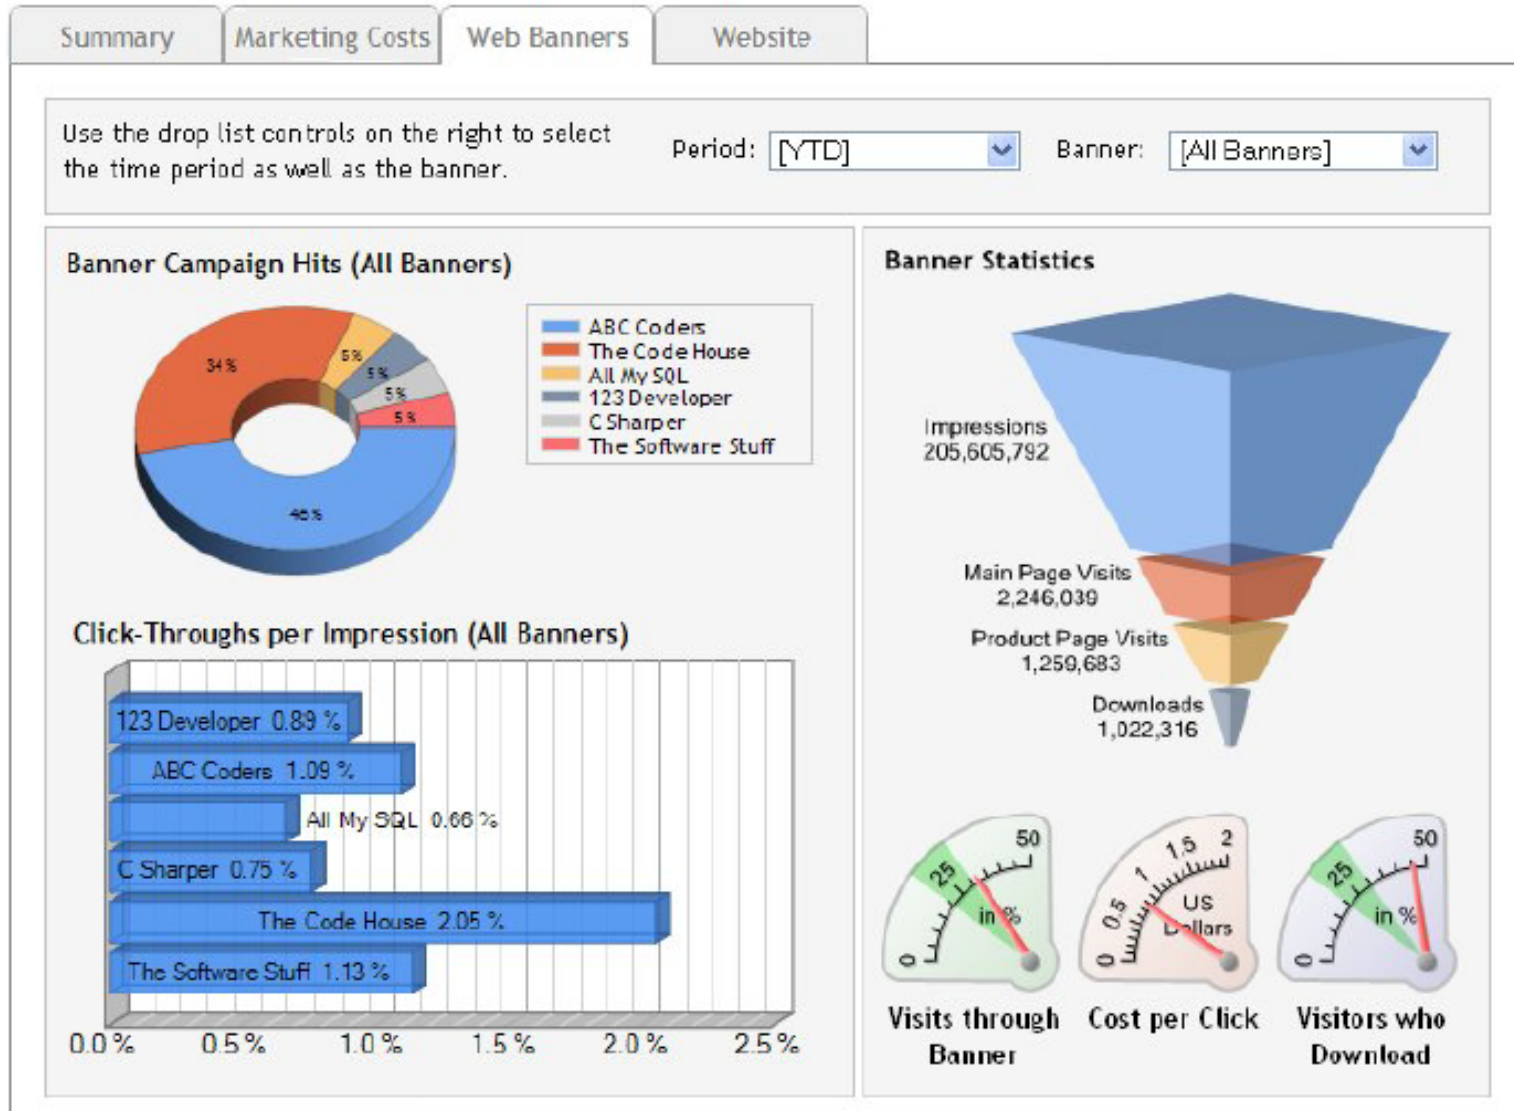 Summary
Marketing Costs
Web Banners
Website
Use the drop list controls on the right to select
the time period as well as the banner.
Period:
[YTD]
Banner:
[All Banners]
Banner Campaign Hits (All Banners)
34%
5%
5%
5%
5%
46%
ABC Coders
The Code House
All My SQL
123 Developer
C Sharper
The Software Stuff
Click-Throughs per Impression (All Banners)
123 Developer 0.89 %
ABC Coders 1.09 %
All My SQL 0.66 %
C Sharper 0.75 %
The Code House 2.05 %
The Software Stuff 1.13 %
0.0 %
0.5 %
1.0 %
1.5 %
2.0 %
2.5 %
Banner Statistics
Impressions
205,605,792
Main Page Visits
2,246,039
Product Page Visits
1,259,683
Downloads
1,022,316
0
25
50
in %
Visits through
Banner
0
0.5
1
1.5
2
US
Dollars
Cost per Click
0
25
50
in %
Visitors who
Download